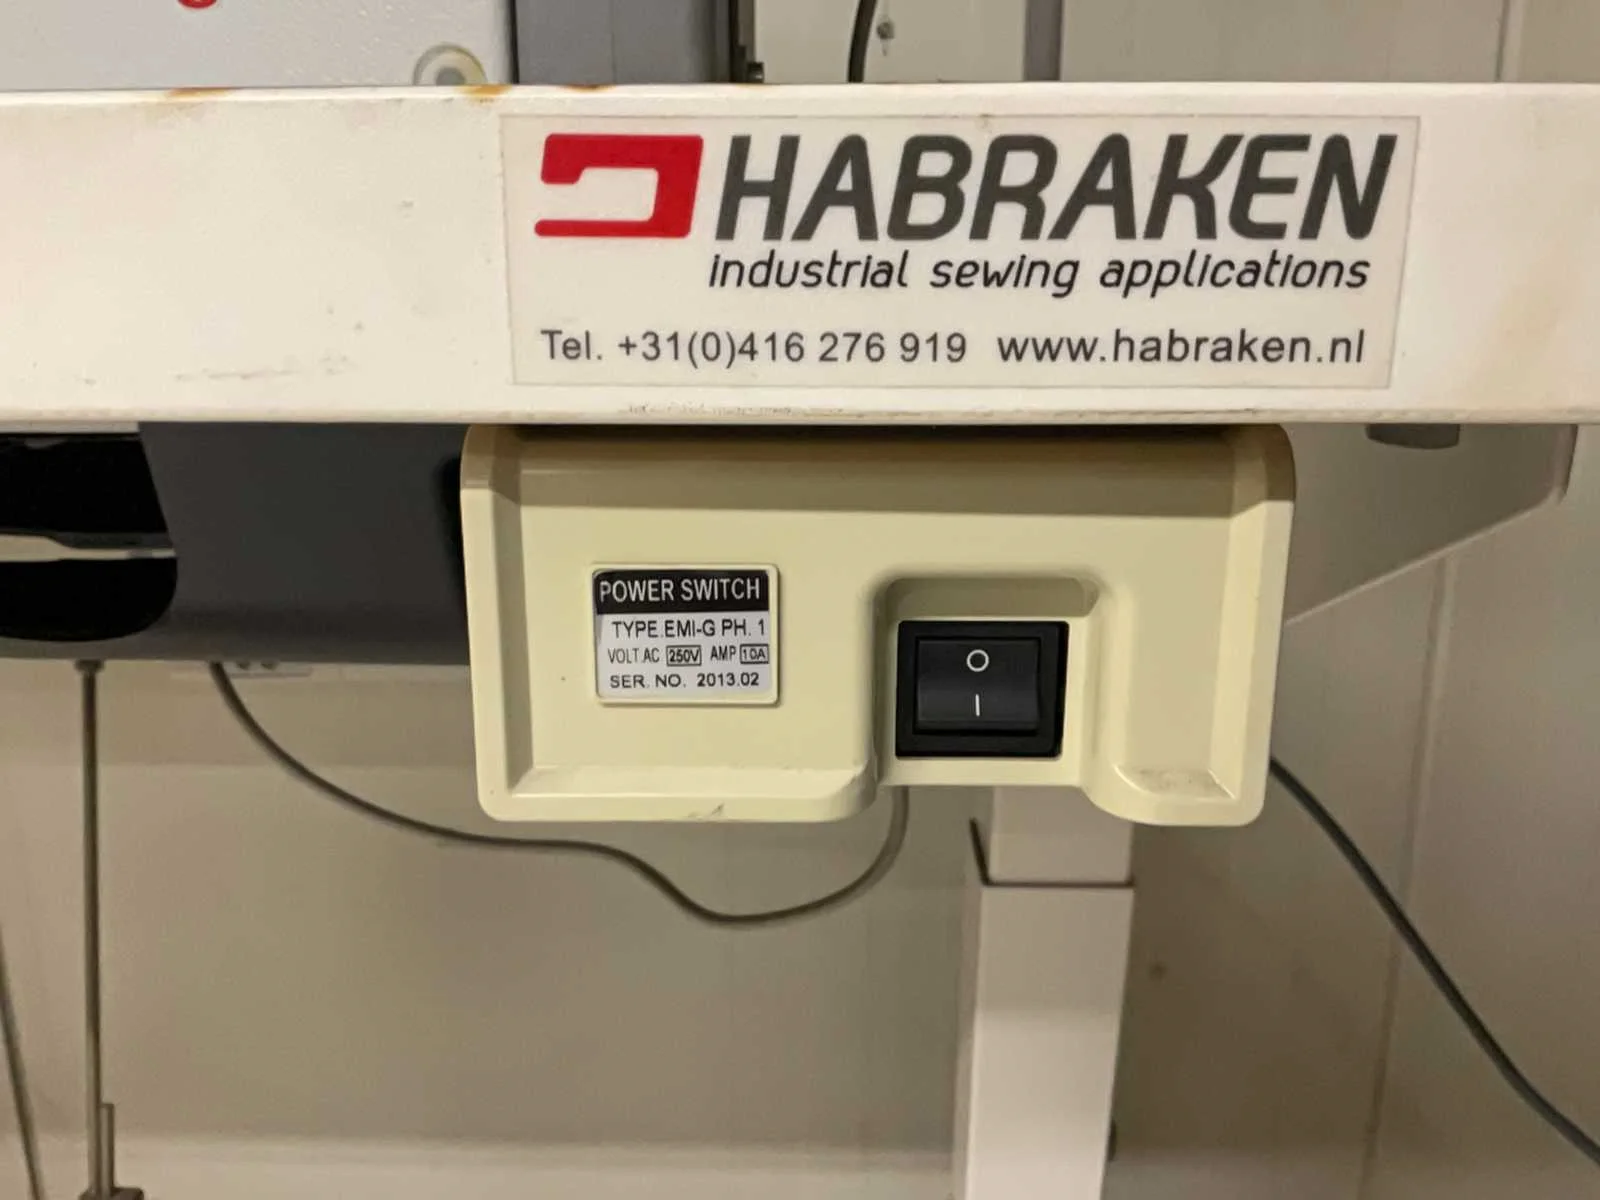 HABRAKEN
industrial sewing applications
Tel. +31(0)416 276 919 www.habraken.nl
POWER SWITCH
TYPE.EMI-G PH. 1
VOLT.AC 250V AMP 10A
SER. NO. 2013.02
O
I